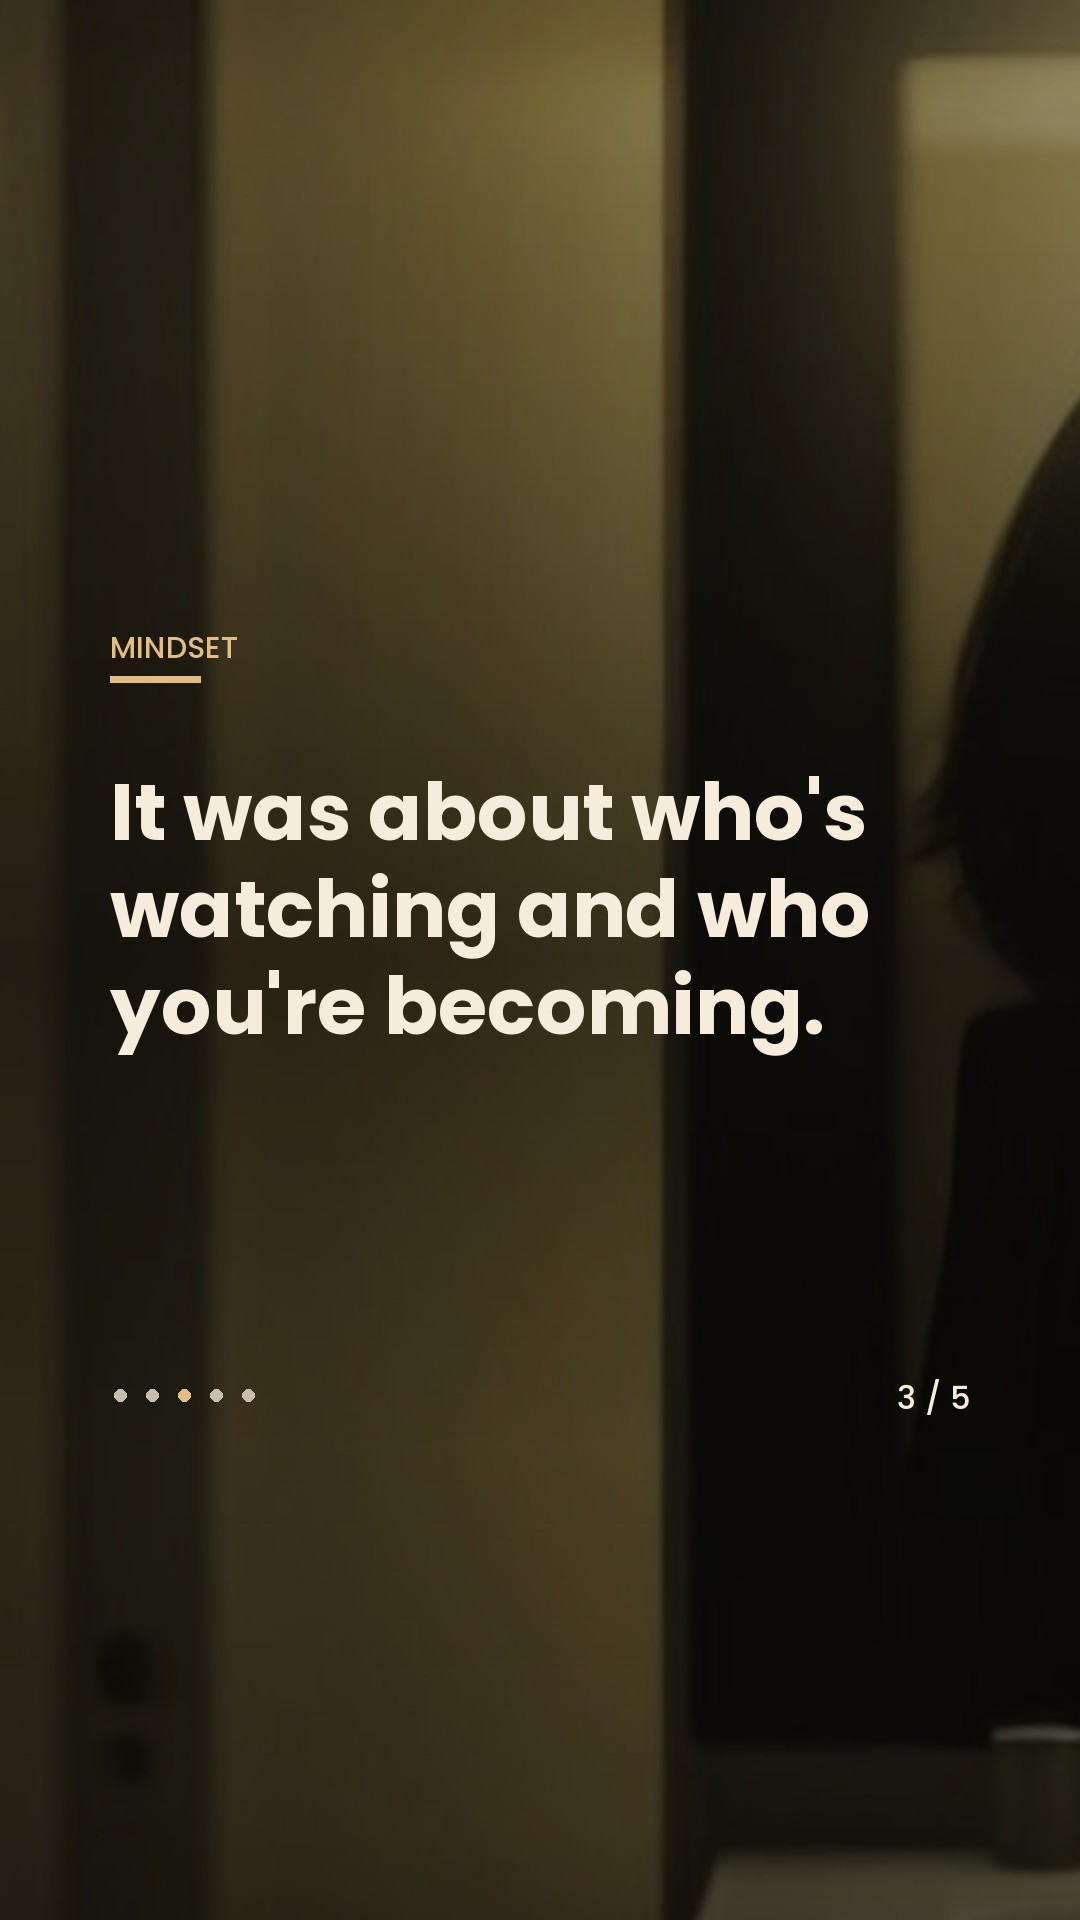 MINDSET
It was about who's
watching and who
you're becoming.
3 / 5